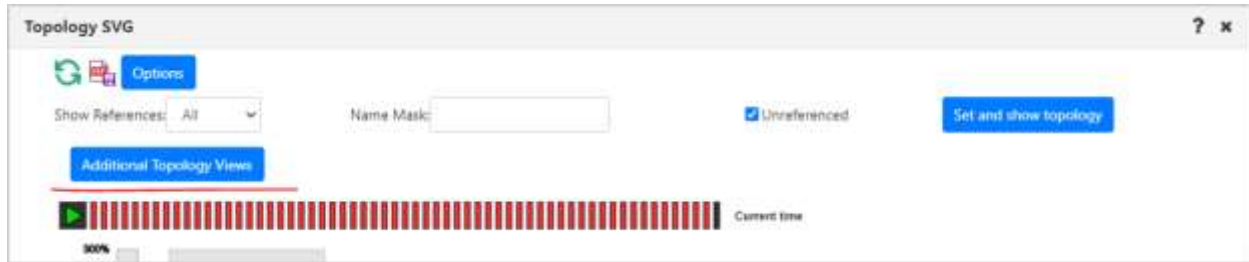 Topology SVG ? ×
Options
Show References: All Name Mask: Unreferenced Set and show topology
Additional Topology Views
Current time
300%